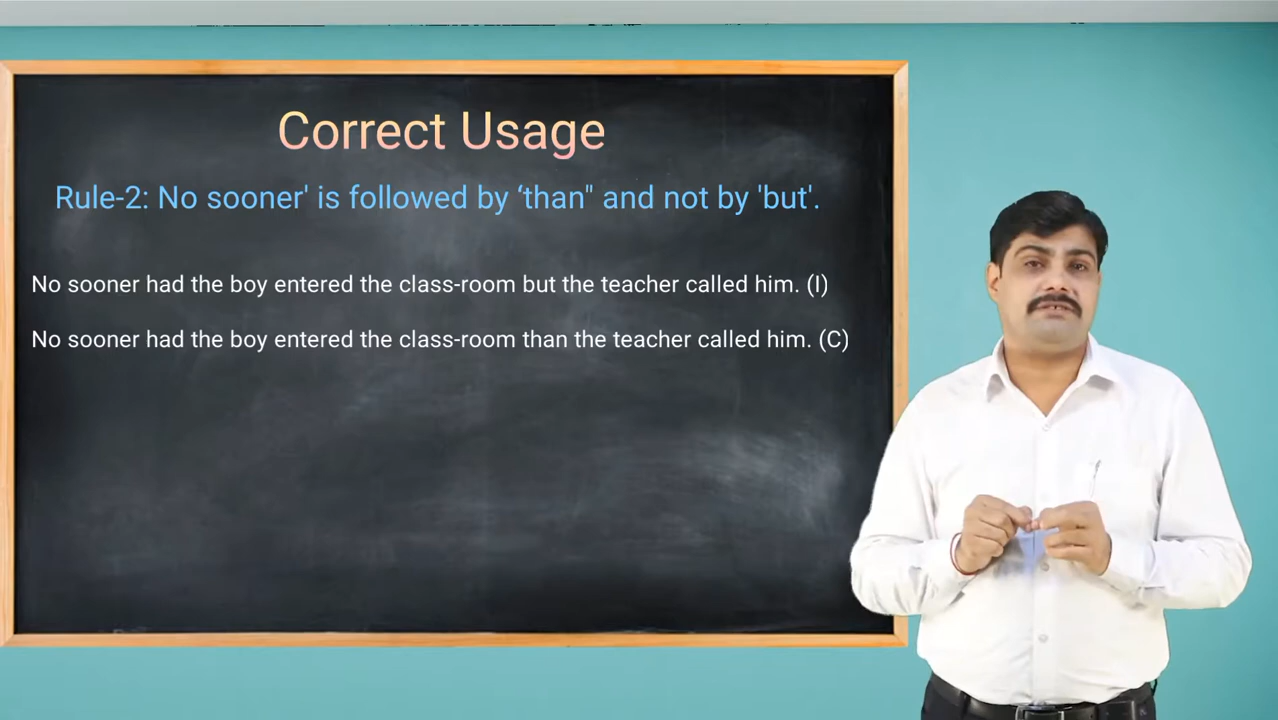 Correct Usage
Rule-2: No sooner' is followed by ‘than" and not by 'but'.
No sooner had the boy entered the class-room but the teacher called him. (I)
No sooner had the boy entered the class-room than the teacher called him. (C)